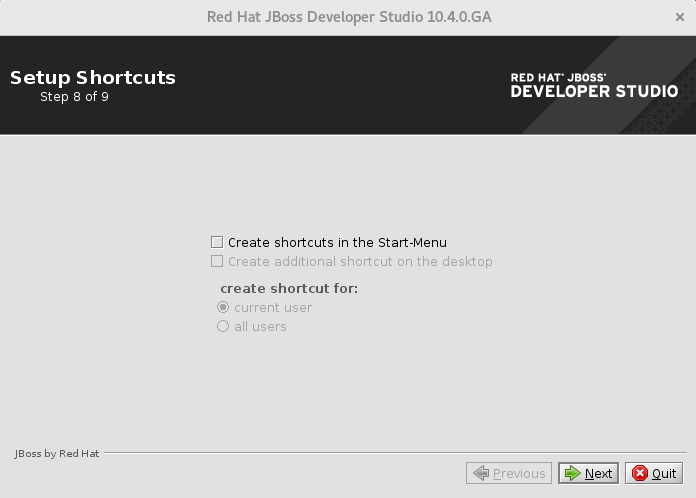 Red Hat JBoss Developer Studio 10.4.0.GA
Setup Shortcuts
Step 8 of 9
RED HAT® JBOSS®
DEVELOPER STUDIO
Create shortcuts in the Start-Menu
Create additional shortcut on the desktop
create shortcut for:
current user
all users
JBoss by Red Hat
Previous
Next
Quit